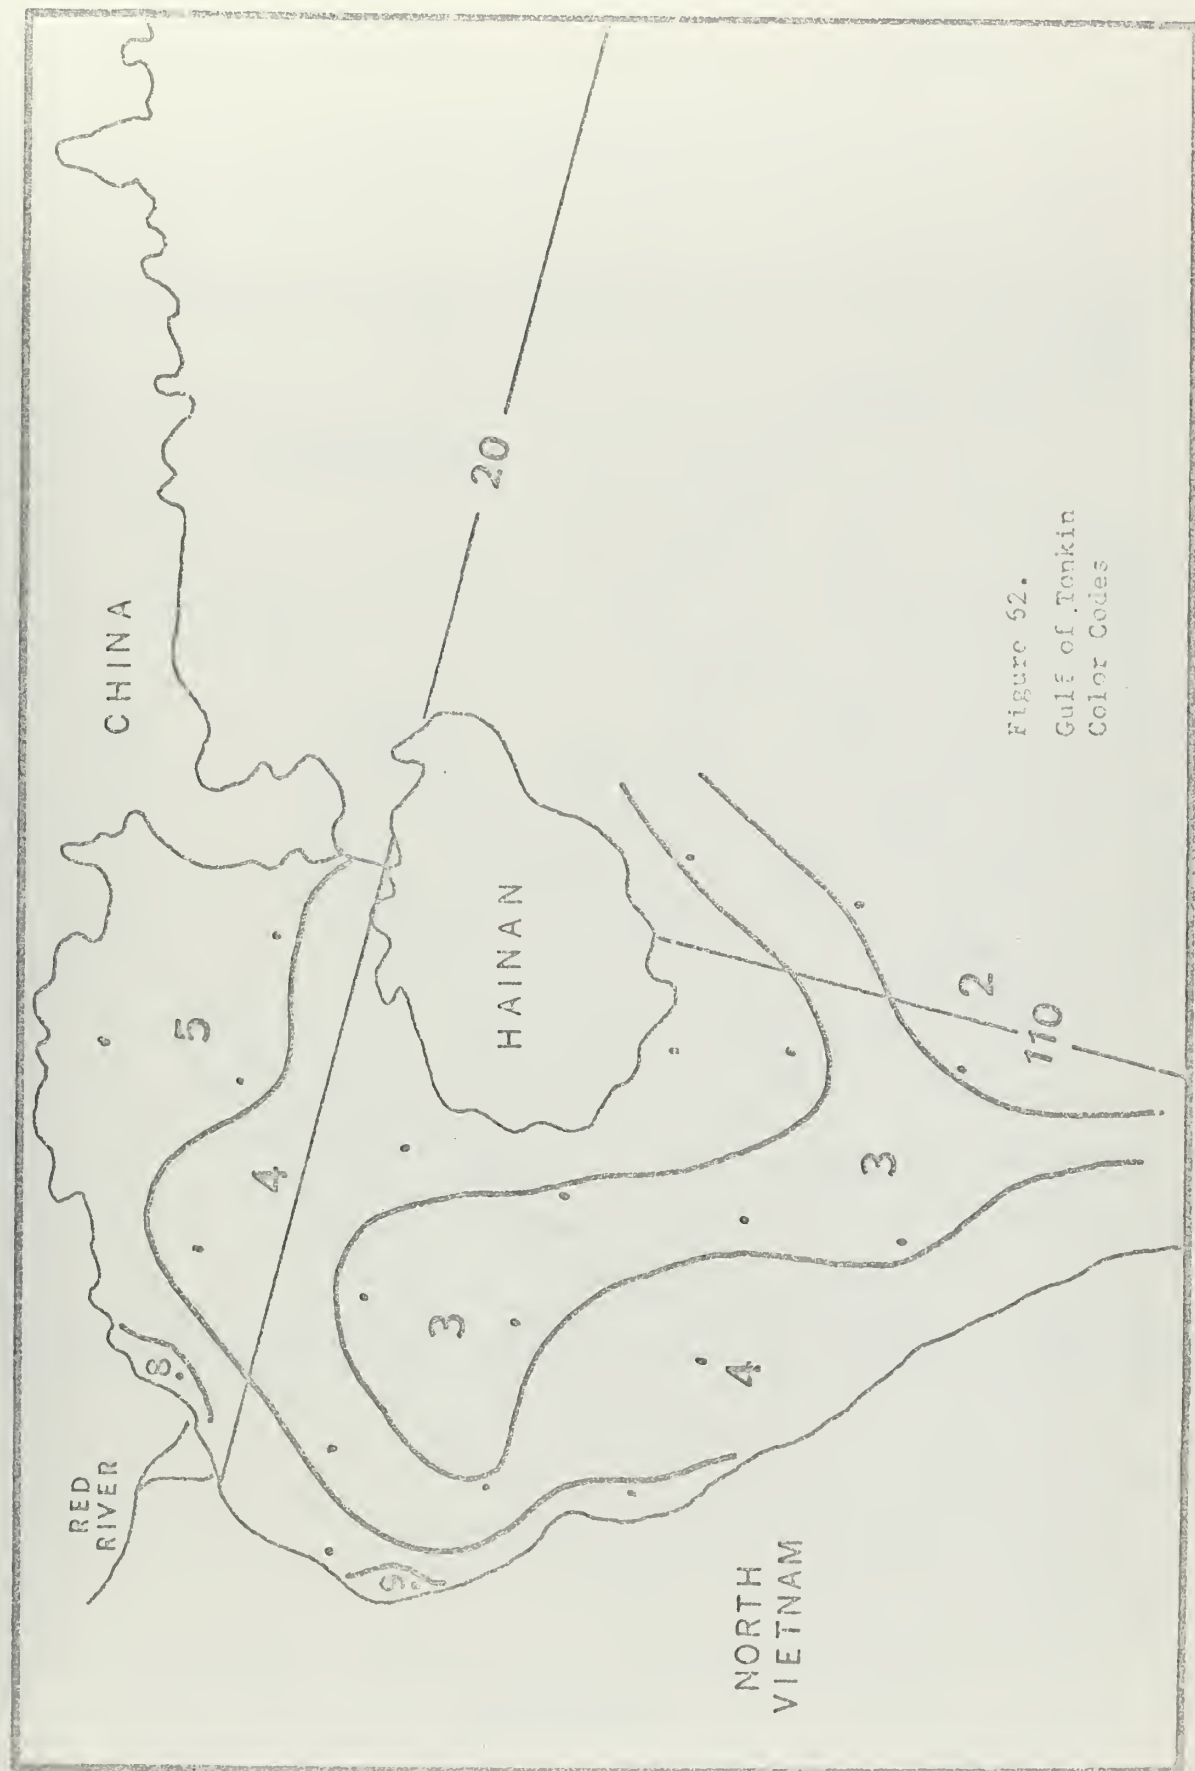 CHINA
RED
RIVER
5
4
8
20
HAINAN
3
9
4
3
2
110
NORTH
VIETNAM
Figure 62.
Gulf of Tonkin
Color Codes